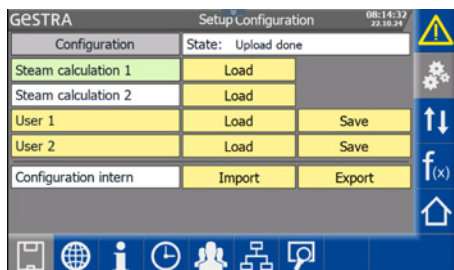 GESTRA Setup Configuration 08:14:32
22.10.24
Configuration State: Upload done
Steam calculation 1 Load
Steam calculation 2 Load
User 1 Load Save
User 2 Load Save
Configuration intern Import Export
f(x)